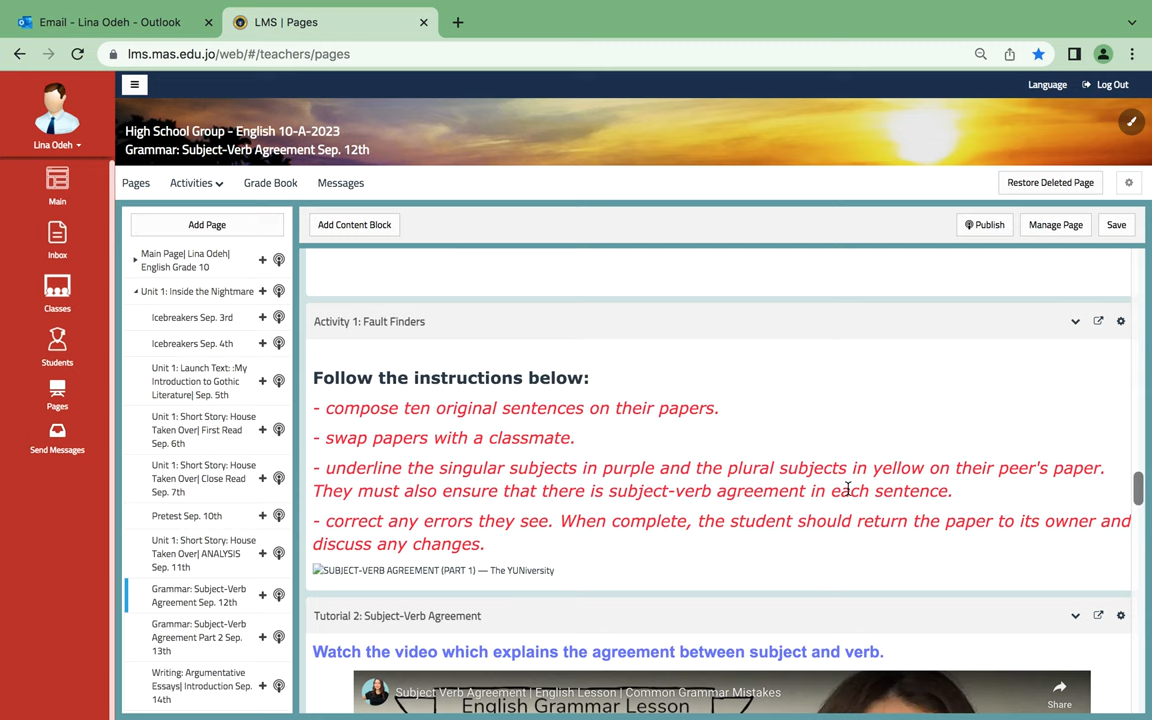 Email - Lina Odeh - Outlook
LMS | Pages
lms.mas.edu.jo/web/#/teachers/pages
Language
Log Out
High School Group - English 10-A-2023
Grammar: Subject-Verb Agreement Sep. 12th
Lina Odeh
Pages
Activities
Grade Book
Messages
Restore Deleted Page
Main
Inbox
Classes
Students
Pages
Send Messages
Add Page
Main Page| Lina Odeh|
English Grade 10
Unit 1: Inside the Nightmare
Icebreakers Sep. 3rd
Icebreakers Sep. 4th
Unit 1: Launch Text: :My
Introduction to Gothic
Literature| Sep. 5th
Unit 1: Short Story: House
Taken Over| First Read
Sep. 6th
Unit 1: Short Story: House
Taken Over| Close Read
Sep. 7th
Pretest Sep. 10th
Unit 1: Short Story: House
Taken Over| ANALYSIS
Sep. 11th
Grammar: Subject-Verb
Agreement Sep. 12th
Grammar: Subject-Verb
Agreement Part 2 Sep.
13th
Writing: Argumentative
Essays| Introduction Sep.
14th
Add Content Block
Publish
Manage Page
Save
Activity 1: Fault Finders
Follow the instructions below:
- compose ten original sentences on their papers.
- swap papers with a classmate.
- underline the singular subjects in purple and the plural subjects in yellow on their peer's paper.
They must also ensure that there is subject-verb agreement in each sentence.
- correct any errors they see. When complete, the student should return the paper to its owner and
discuss any changes.
SUBJECT-VERB AGREEMENT (PART 1) — The YUNiversity
Tutorial 2: Subject-Verb Agreement
Watch the video which explains the agreement between subject and verb.
Subject Verb Agreement | English Lesson | Common Grammar Mistakes
English Grammar Lesson
Share